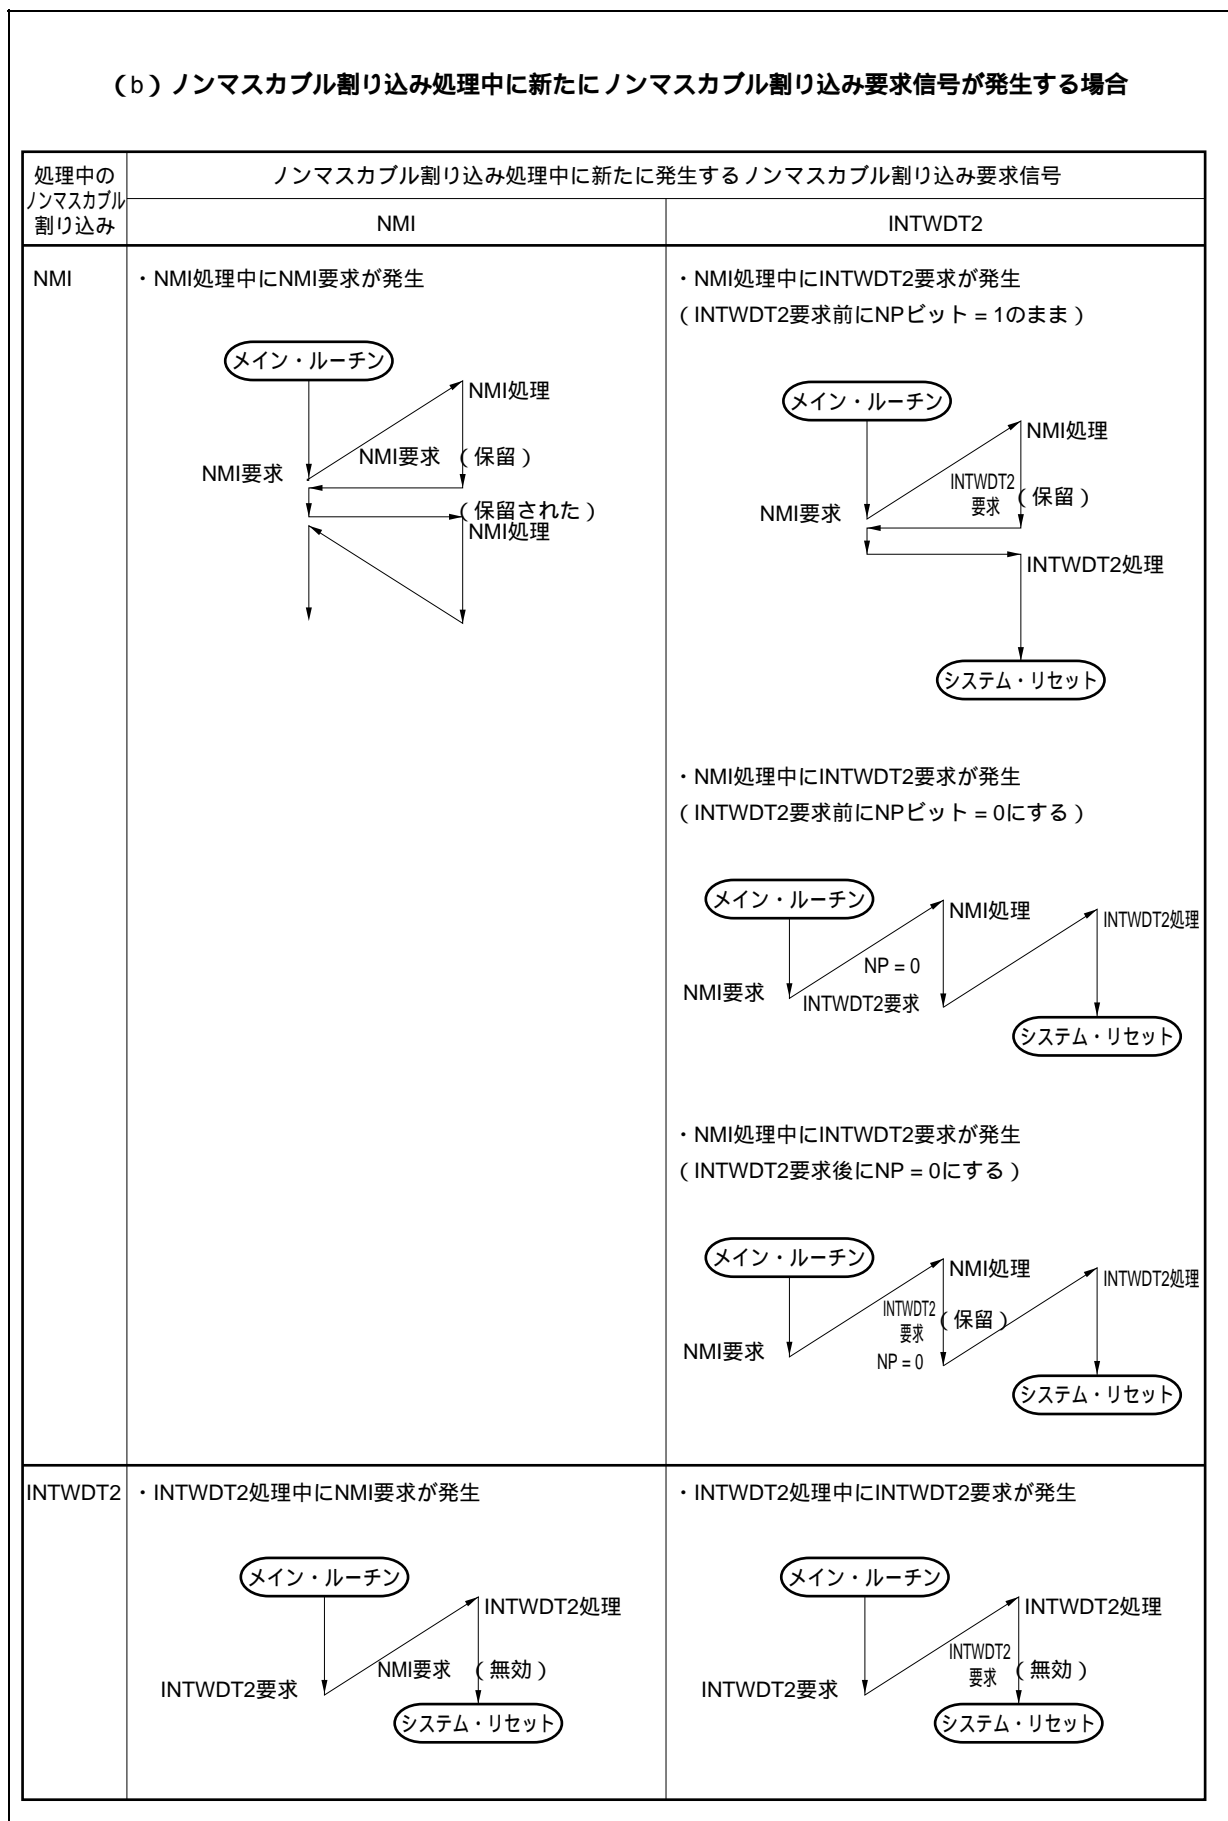 （b）ノンマスカブル割り込み処理中に新たにノンマスカブル割り込み要求信号が発生する場合
処理中の
ノンマスカブル
割り込み
ノンマスカブル割り込み処理中に新たに発生するノンマスカブル割り込み要求信号
NMI
INTWDT2
NMI
・NMI処理中にNMI要求が発生
メイン・ルーチン
NMI処理
NMI要求
（保留）
NMI要求
（保留された）
NMI処理
・NMI処理中にINTWDT2要求が発生
（INTWDT2要求前にNPビット = 1のまま）
メイン・ルーチン
NMI処理
INTWDT2
要求
（保留）
NMI要求
INTWDT2処理
システム・リセット
・NMI処理中にINTWDT2要求が発生
（INTWDT2要求前にNPビット = 0にする）
メイン・ルーチン
NMI処理
INTWDT2処理
NP = 0
NMI要求
INTWDT2要求
システム・リセット
・NMI処理中にINTWDT2要求が発生
（INTWDT2要求後にNP = 0にする）
メイン・ルーチン
NMI処理
INTWDT2処理
INTWDT2
要求
（保留）
NMI要求
NP = 0
システム・リセット
INTWDT2
・INTWDT2処理中にNMI要求が発生
メイン・ルーチン
INTWDT2処理
NMI要求
（無効）
INTWDT2要求
システム・リセット
・INTWDT2処理中にINTWDT2要求が発生
メイン・ルーチン
INTWDT2処理
INTWDT2
要求
（無効）
INTWDT2要求
システム・リセット